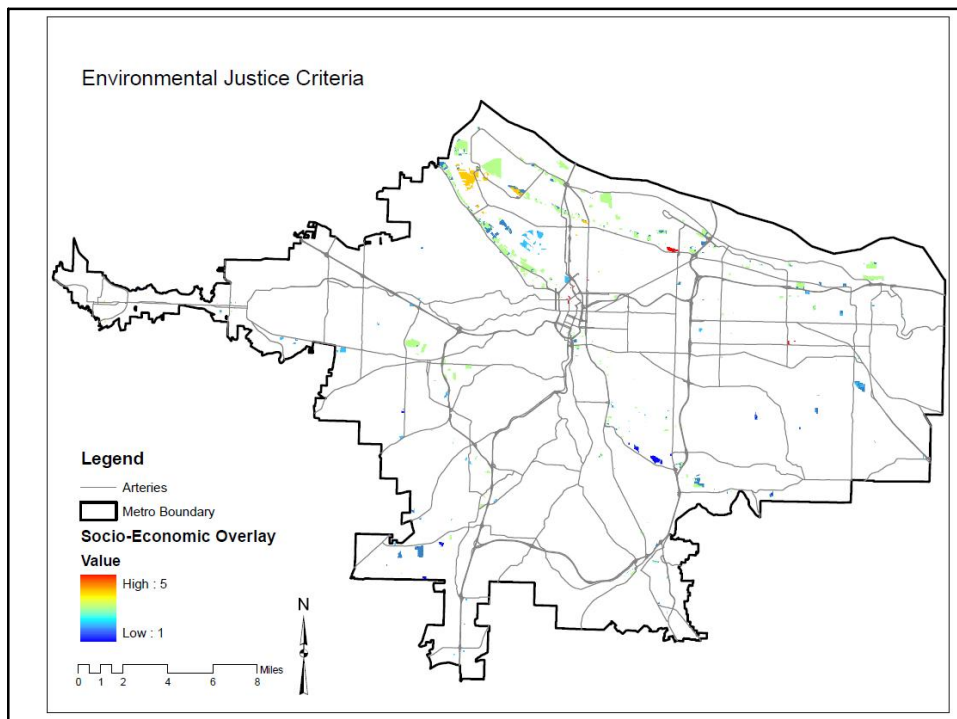 Environmental Justice Criteria
Legend
Arteries
Metro Boundary
Socio-Economic Overlay
Value
High : 5
Low : 1
N
Miles
0 1 2 4 6 8